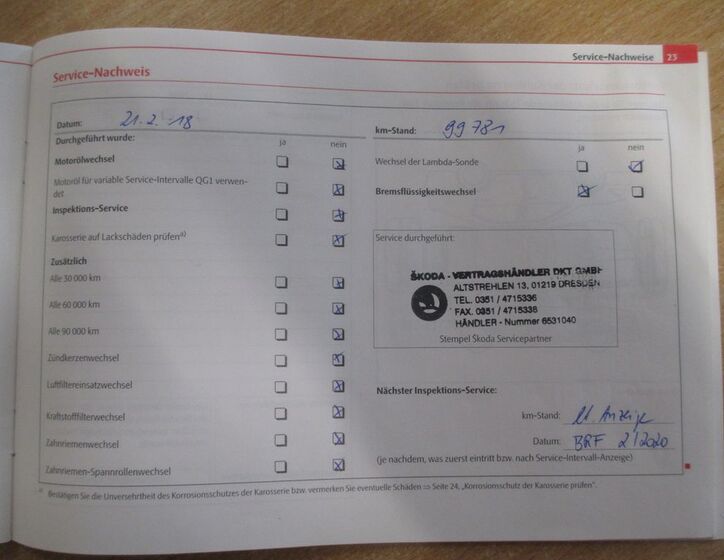 Service-Nachweise 23
Service-Nachweis
Datum: 21.2.18
Durchgeführt wurde: ja nein
Motorölwechsel
Motoröl für variable Service-Intervalle QG1 verwen-
det
Inspektions-Service
Karosserie auf Lackschäden prüfen a)
Zusätzlich
Alle 30 000 km
Alle 60 000 km
Alle 90 000 km
Zündkerzenwechsel
Luftfiltereinsatzwechsel
Kraftstofffilterwechsel
Zahnriemenwechsel
Zahnriemen-Spannrollenwechsel
km-Stand: 99781
ja nein
Wechsel der Lambda-Sonde
Bremsflüssigkeitswechsel
Service durchgeführt:
ŠKODA - VERTRAGSHÄNDLER DKT GMBH
ALTSTREHLEN 13, 01219 DRESDEN
TEL. 0351 / 4715336
FAX. 0351 / 4715338
HÄNDLER - Nummer 6531040
Stempel Škoda Servicepartner
Nächster Inspektions-Service:
km-Stand: lt. Anzeige
Datum: BRF 2/2020
(je nachdem, was zuerst eintritt bzw. nach Service-Intervall-Anzeige)
a) Bestätigen Sie die Unversehrtheit des Korrosionsschutzes der Karosserie bzw. vermerken Sie eventuelle Schäden ⇒ Seite 24, „Korrosionsschutz der Karosserie prüfen“.